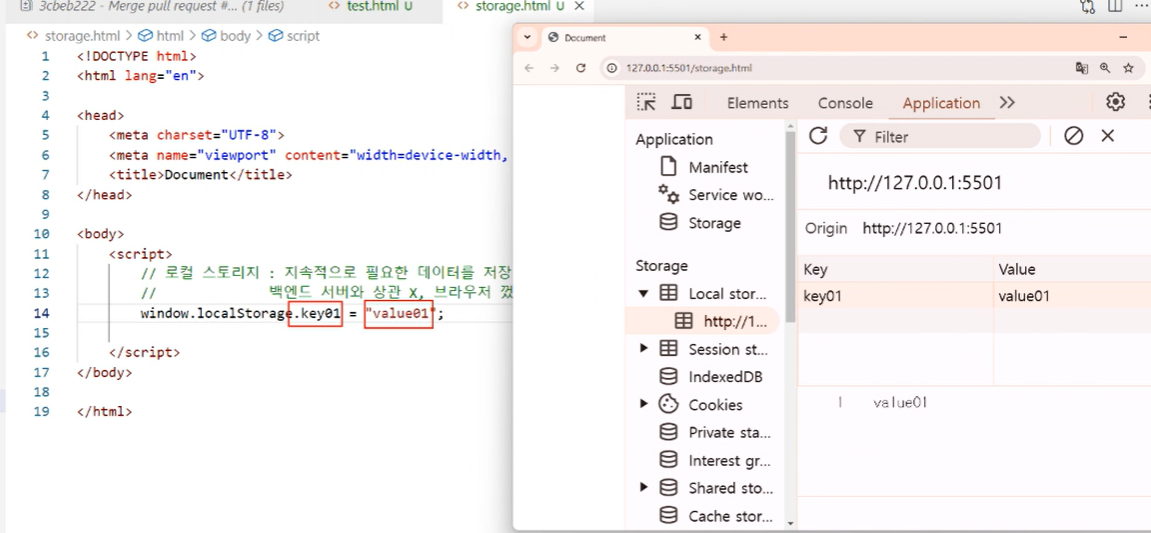 3cbeb222 - Merge pull request #... (1 files)
test.html U
storage.html U
storage.html > html > body > script
1 <!DOCTYPE html>
2 <html lang="en">
3
4 <head>
5 <meta charset="UTF-8">
6 <meta name="viewport" content="width=device-width,
7 <title>Document</title>
8 </head>
9
10 <body>
11 <script>
12 // 로컬 스토리지 : 지속적으로 필요한 데이터를 저장
13 // 백엔드 서버와 상관 X, 브라우저 껐
14 window.localStorage.key01 = "value01";
15
16 </script>
17 </body>
18
19 </html>
Document
127.0.0.1:5501/storage.html
Elements Console Application
Application
Manifest
Service wo...
Storage
Storage
Local stor...
http://1...
Session st...
IndexedDB
Cookies
Private sta...
Interest gr...
Shared sto...
Cache stor...
Filter
http://127.0.0.1:5501
Origin http://127.0.0.1:5501
Key Value
key01 value01
value01